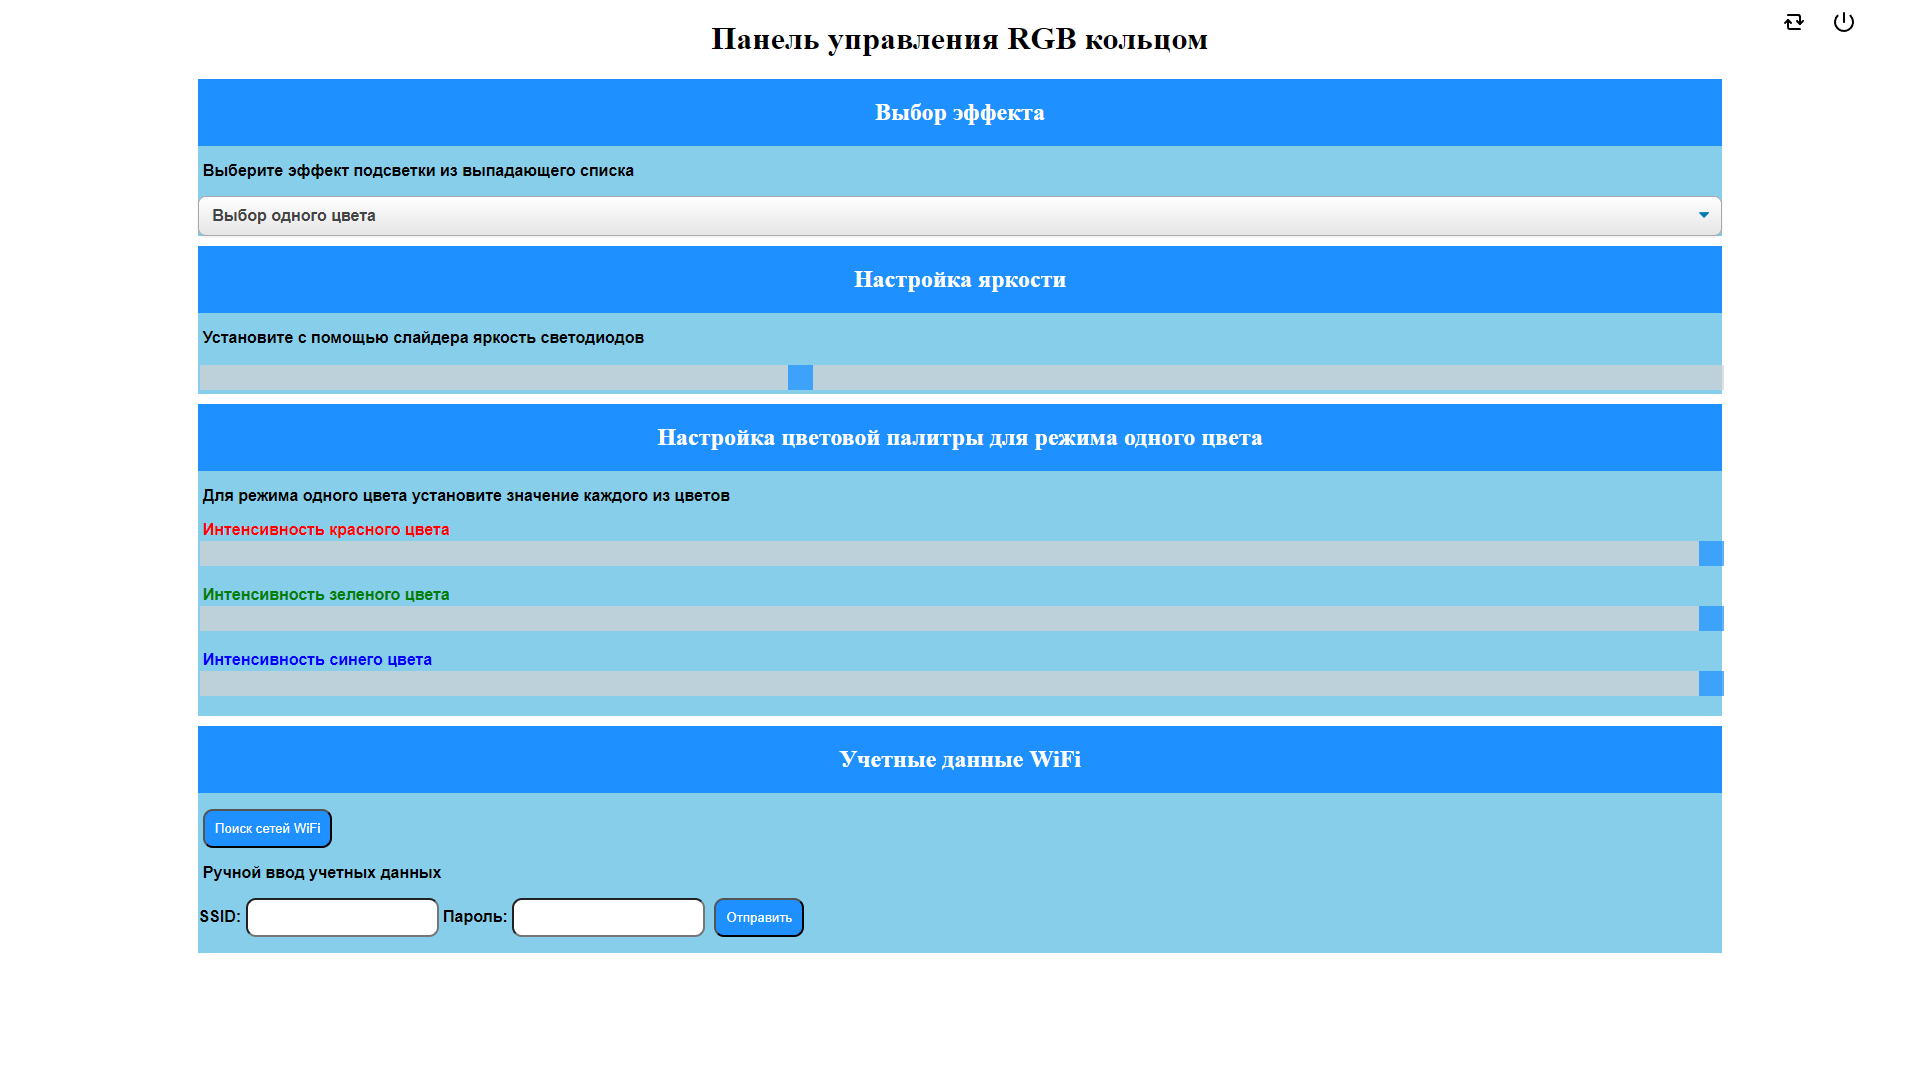 Панель управления RGB кольцом
Выбор эффекта
Выберите эффект подсветки из выпадающего списка
Выбор одного цвета
Настройка яркости
Установите с помощью слайдера яркость светодиодов
Настройка цветовой палитры для режима одного цвета
Для режима одного цвета установите значение каждого из цветов
Интенсивность красного цвета
Интенсивность зеленого цвета
Интенсивность синего цвета
Учетные данные WiFi
Поиск сетей WiFi
Ручной ввод учетных данных
SSID: Пароль: Отправить